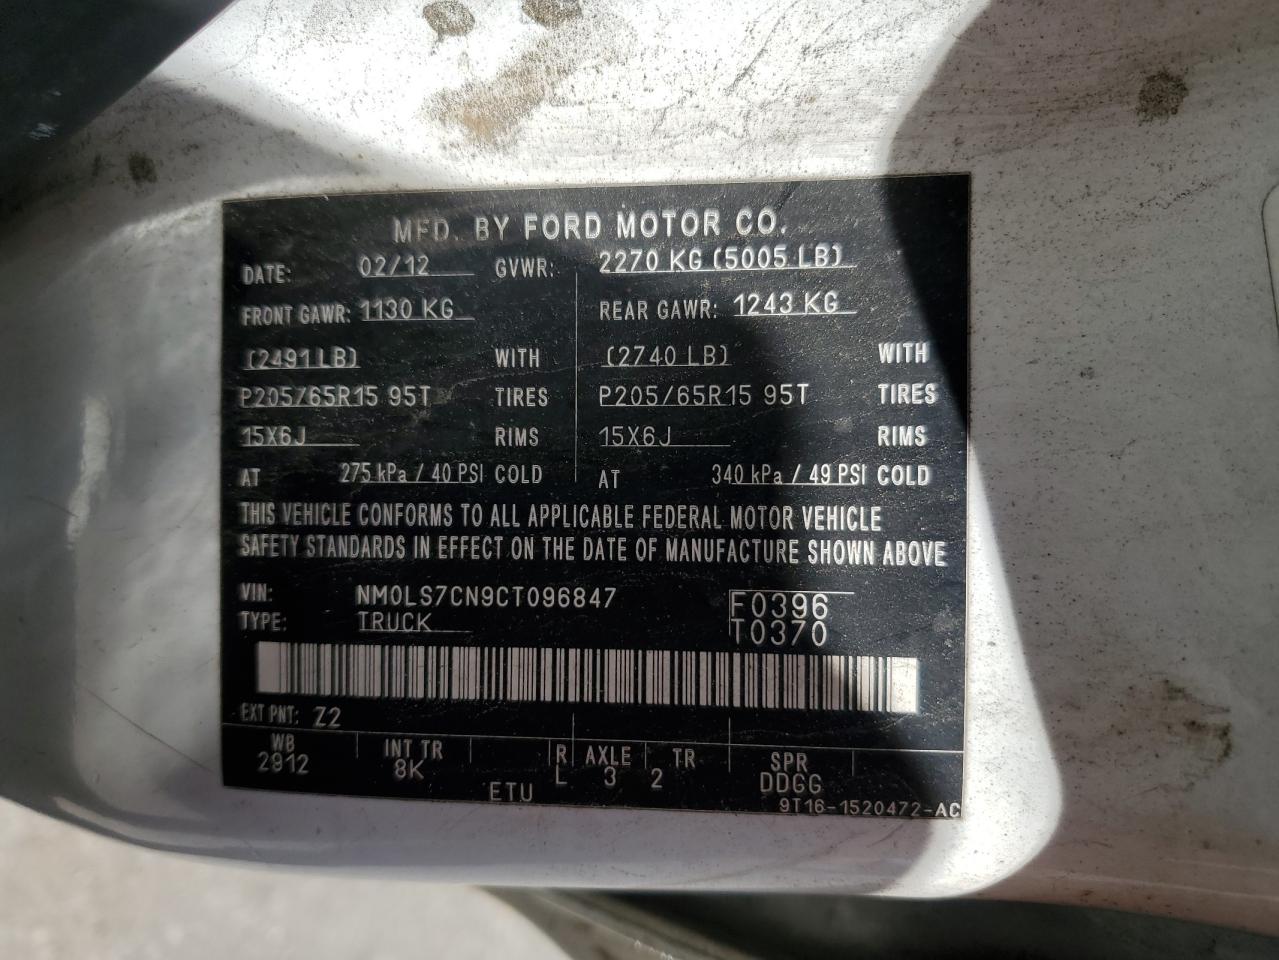 MFD. BY FORD MOTOR CO.
DATE: 02/12 GVWR: 2270 KG (5005 LB)
FRONT GAWR: 1130 KG REAR GAWR: 1243 KG
(2491 LB) WITH (2740 LB) WITH
P205/65R15 95T TIRES P205/65R15 95T TIRES
15X6J RIMS 15X6J RIMS
AT 275 kPa / 40 PSI COLD AT 340 kPa / 49 PSI COLD
THIS VEHICLE CONFORMS TO ALL APPLICABLE FEDERAL MOTOR VEHICLE
SAFETY STANDARDS IN EFFECT ON THE DATE OF MANUFACTURE SHOWN ABOVE
VIN: NM0LS7CN9CT096847 F0396
TYPE: TRUCK T0370
EXT PNT: Z2
WB INT TR R AXLE TR SPR
2912 8K L 3 2 DDGG
ETU 9T16-1520472-AC